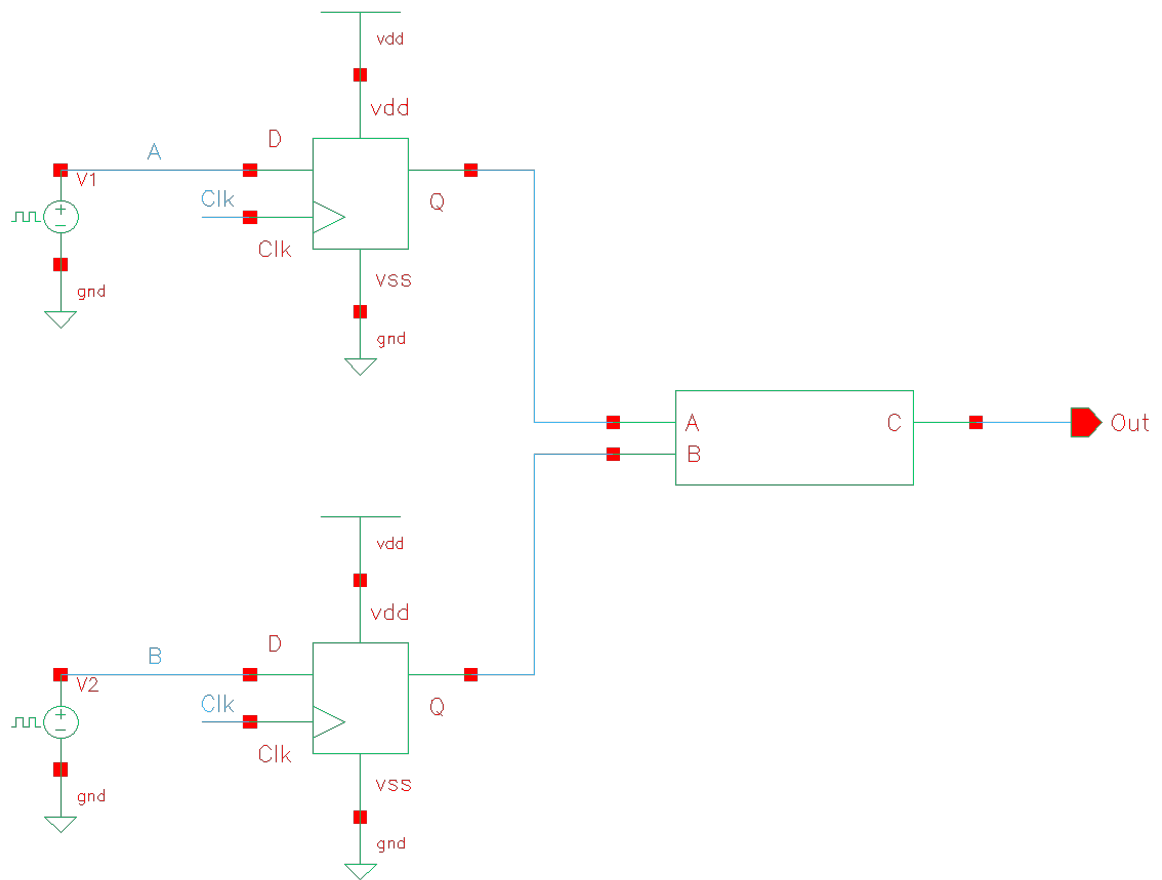 vdd
vdd
D
A
V1
Clk
Q
Clk
vss
gnd
gnd
A
C
Out
B
vdd
vdd
D
B
V2
Clk
Q
Clk
vss
gnd
gnd